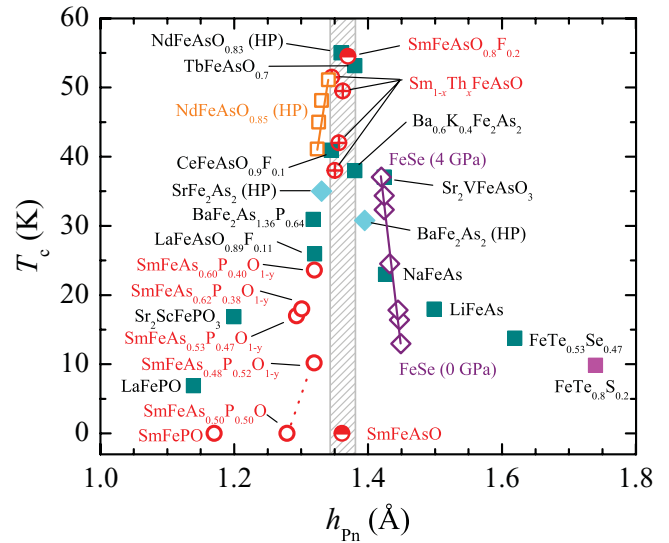 NdFeAsO0.83 (HP)
SmFeAsO0.8F0.2
TbFeAsO0.7
Sm1-xThxFeAsO
NdFeAsO0.85 (HP)
Ba0.6K0.4Fe2As2
CeFeAsO0.9F0.1
FeSe (4 GPa)
SrFe2As2 (HP)
Sr2VFeAsO3
BaFe2As1.36P0.64
BaFe2As2 (HP)
LaFeAsO0.89F0.11
SmFeAs0.60P0.40O1-y
NaFeAs
SmFeAs0.62P0.38O1-y
Sr2ScFePO3
LiFeAs
SmFeAs0.53P0.47O1-y
FeTe0.53Se0.47
SmFeAs0.48P0.52O1-y
FeSe (0 GPa)
LaFePO
FeTe0.8S0.2
SmFeAs0.50P0.50O
SmFePO
SmFeAsO
60
50
40
30
20
10
0
Tc (K)
1.0 1.2 1.4 1.6 1.8
hPn (Å)